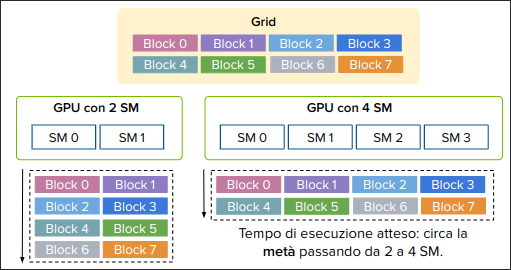 Grid
Block 0 Block 1 Block 2 Block 3
Block 4 Block 5 Block 6 Block 7
GPU con 2 SM
SM 0 SM 1
Block 0 Block 1
Block 2 Block 3
Block 4 Block 5
Block 6 Block 7
GPU con 4 SM
SM 0 SM 1 SM 2 SM 3
Block 0 Block 1 Block 2 Block 3
Block 4 Block 5 Block 6 Block 7
Tempo di esecuzione atteso: circa la
metà passando da 2 a 4 SM.